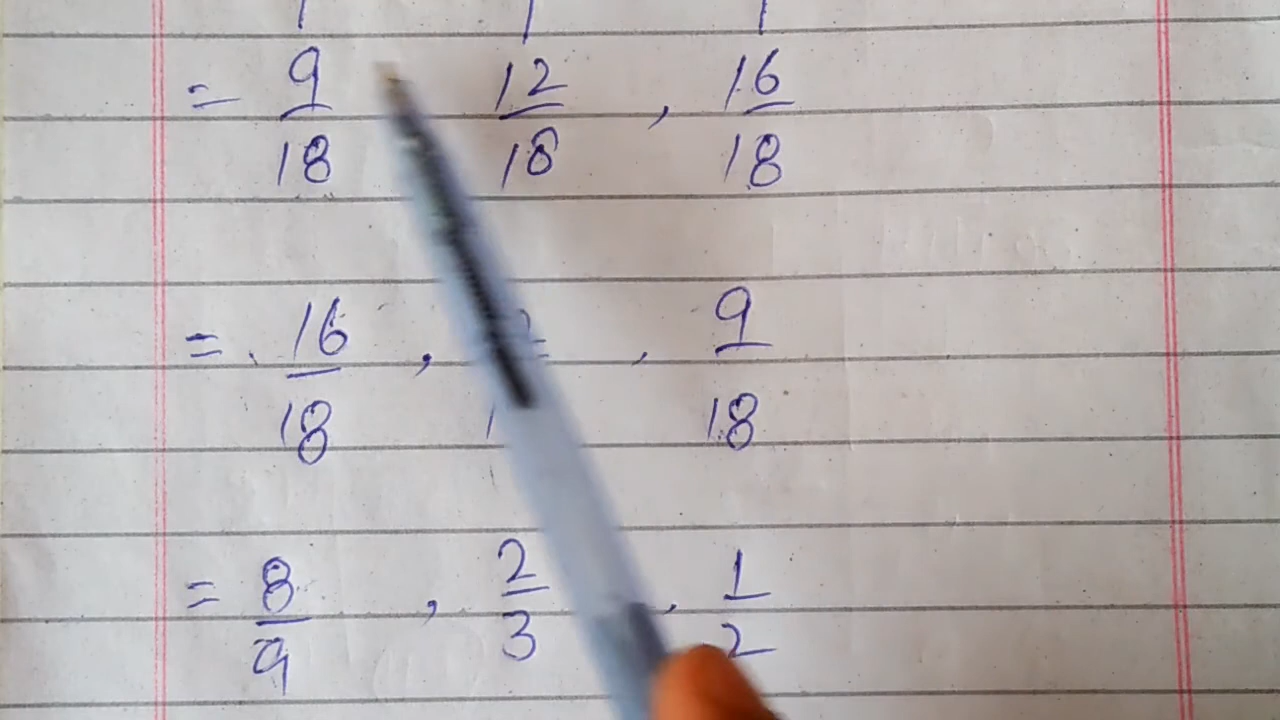 = 9/18 12/18 , 16/18
= 16/18 , , 9/18
= 8/9 , 2/3 , 1/2